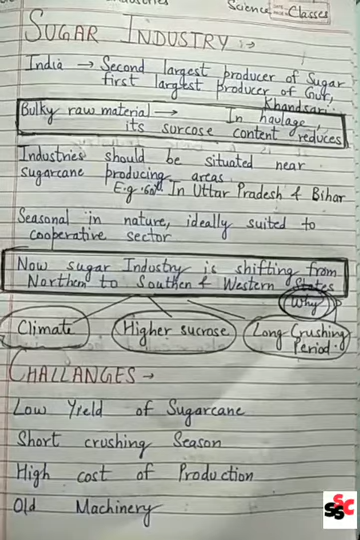 Science Classes
SUGAR INDUSTRY :→
India → Second largest producer of Sugar
first largest producer of Gur,
Khandsari.
Bulky raw material → In haulage,
its surcose content reduces
Industries should be situated near
sugarcane producing areas.
E.g. 60% In Uttar Pradesh & Bihar
Seasonal in nature, ideally suited to
cooperative sector
Now sugar Industry is shifting from
Northern to Southern & Western States
Why
Climate
Higher sucrose
Long Crushing
Period.
CHALLANGES →
Low Yield of Sugarcane
Short crushing Season
High cost of Production
Old Machinery
SSC